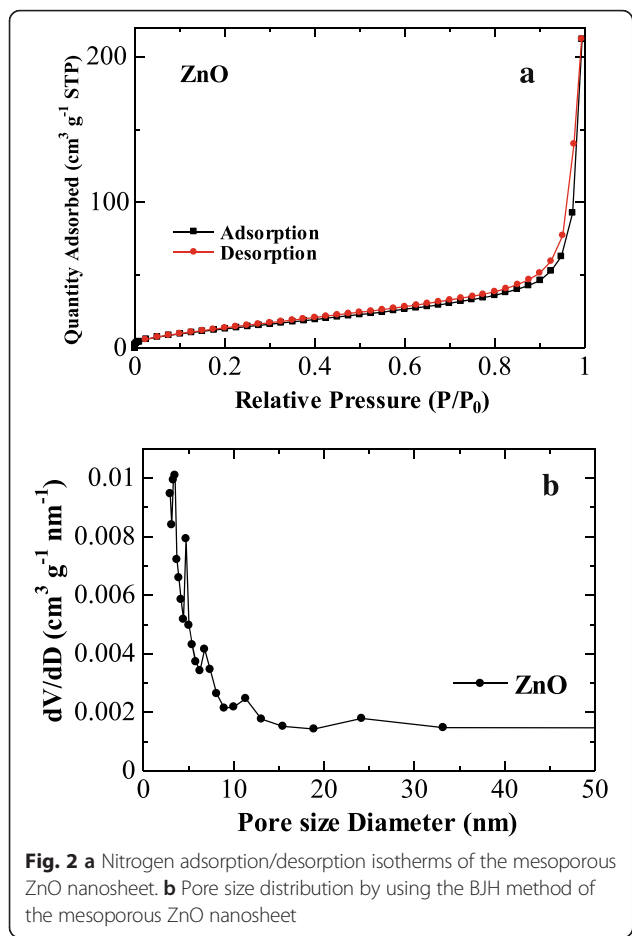 200
100
0
Quantity Adsorbed (cm³ g⁻¹ STP)
ZnO
a
Adsorption
Desorption
0 0.2 0.4 0.6 0.8 1
Relative Pressure (P/P₀)
0.01
0.008
0.006
0.004
0.002
0
dV/dD (cm³ g⁻¹ nm⁻¹)
b
ZnO
0 10 20 30 40 50
Pore size Diameter (nm)
Fig. 2 a Nitrogen adsorption/desorption isotherms of the mesoporous
ZnO nanosheet. b Pore size distribution by using the BJH method of
the mesoporous ZnO nanosheet